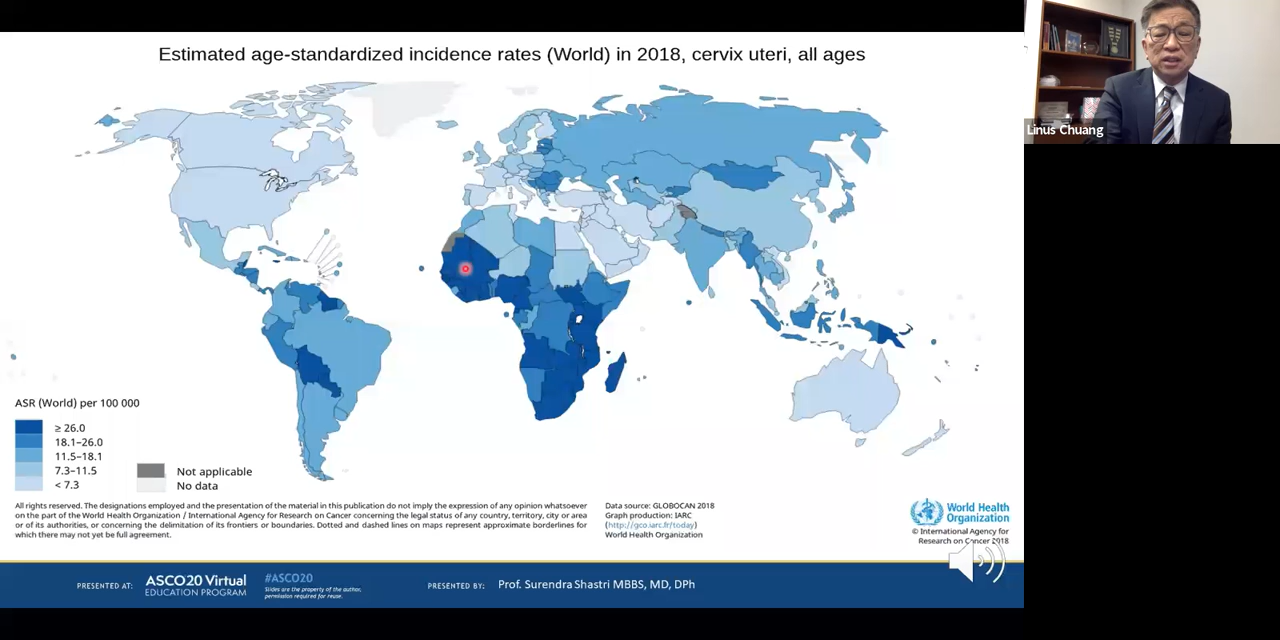 Estimated age-standardized incidence rates (World) in 2018, cervix uteri, all ages
Linus Chuang
ASR (World) per 100 000
≥ 26.0
18.1–26.0
11.5–18.1
7.3–11.5
< 7.3
Not applicable
No data
All rights reserved. The designations employed and the presentation of the material in this publication do not imply the expression of any opinion whatsoever
on the part of the World Health Organization / International Agency for Research on Cancer concerning the legal status of any country, territory, city or area
or of its authorities, or concerning the delimitation of its frontiers or boundaries. Dotted and dashed lines on maps represent approximate borderlines for
which there may not yet be full agreement.
Data source: GLOBOCAN 2018
Graph production: IARC
(http://gco.iarc.fr/today)
World Health Organization
World Health
Organization
© International Agency for
Research on Cancer 2018
PRESENTED AT:
ASCO20 Virtual
EDUCATION PROGRAM
#ASCO20
Slides are the property of the author,
permission required for reuse.
PRESENTED BY:
Prof. Surendra Shastri MBBS, MD, DPh